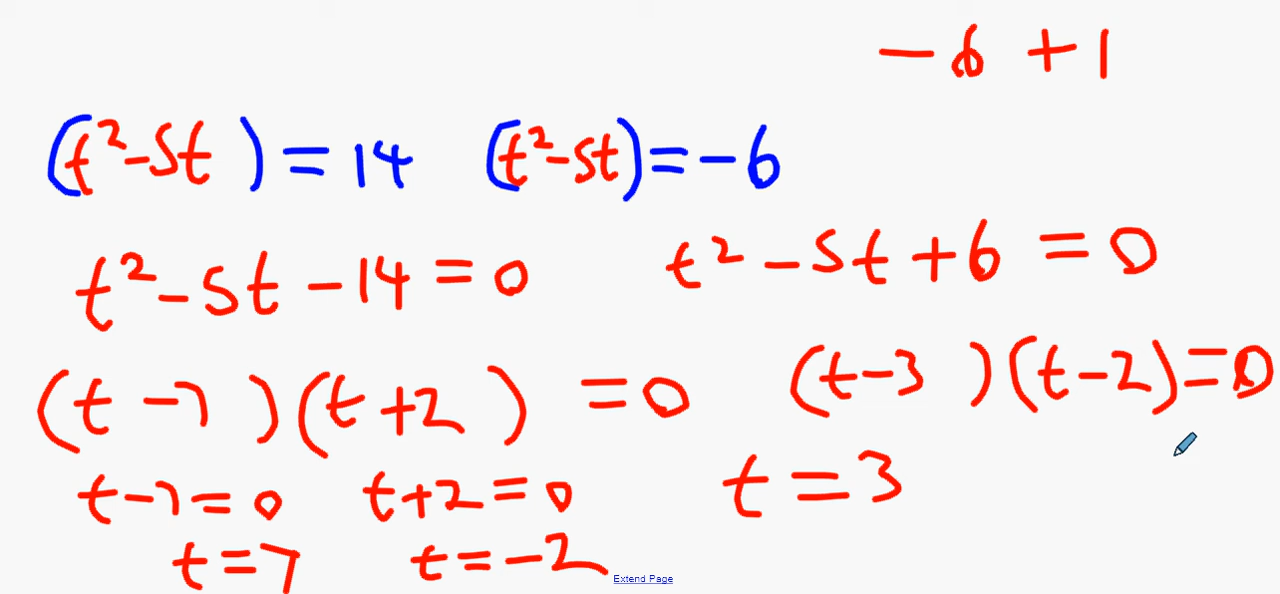 -6 +1
(t²-5t ) = 14 (t²-5t) = -6
t²-5t-14=0 t²-5t+6=0
(t-7)(t+2) =0 (t-3 )(t-2)=0
t-7=0 t+2=0 t=3
t=7 t=-2
Extend Page